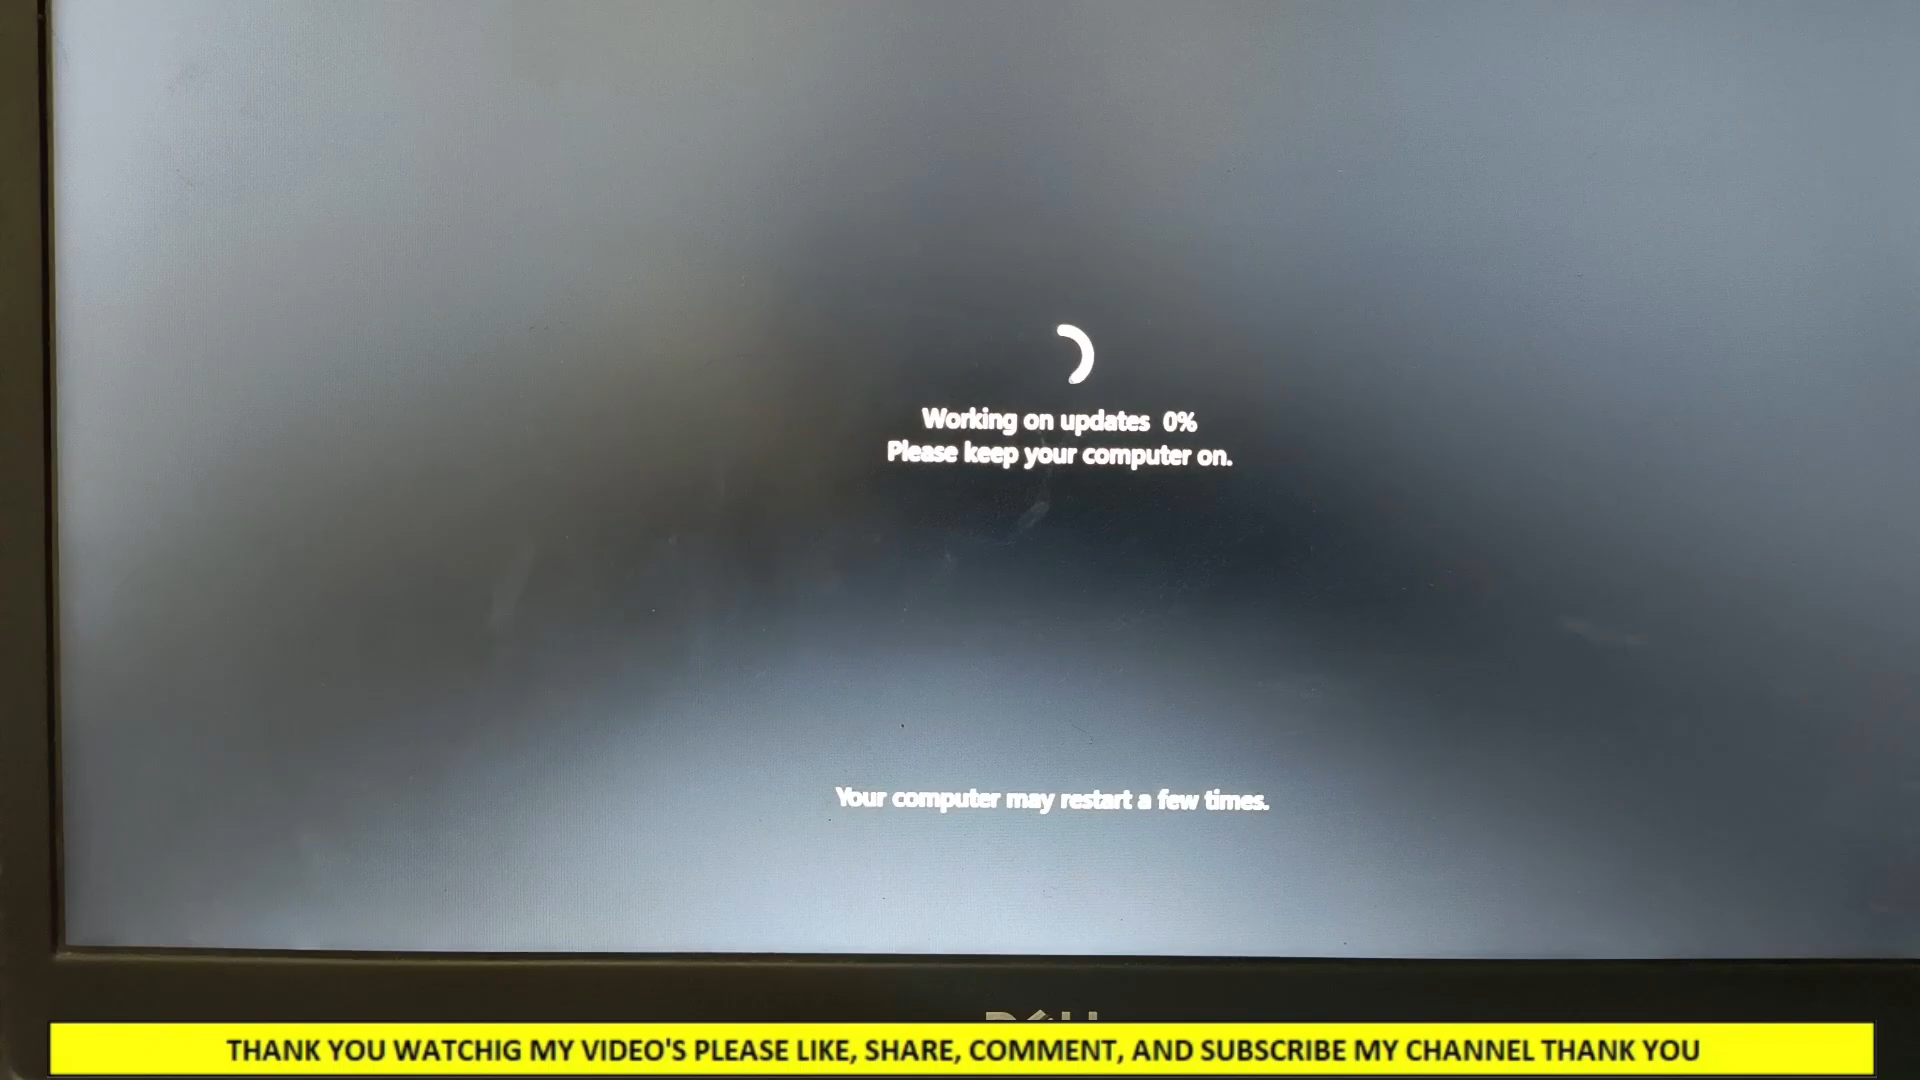 Working on updates 0%
Please keep your computer on.
Your computer may restart a few times.
DELL
THANK YOU WATCHIG MY VIDEO'S PLEASE LIKE, SHARE, COMMENT, AND SUBSCRIBE MY CHANNEL THANK YOU